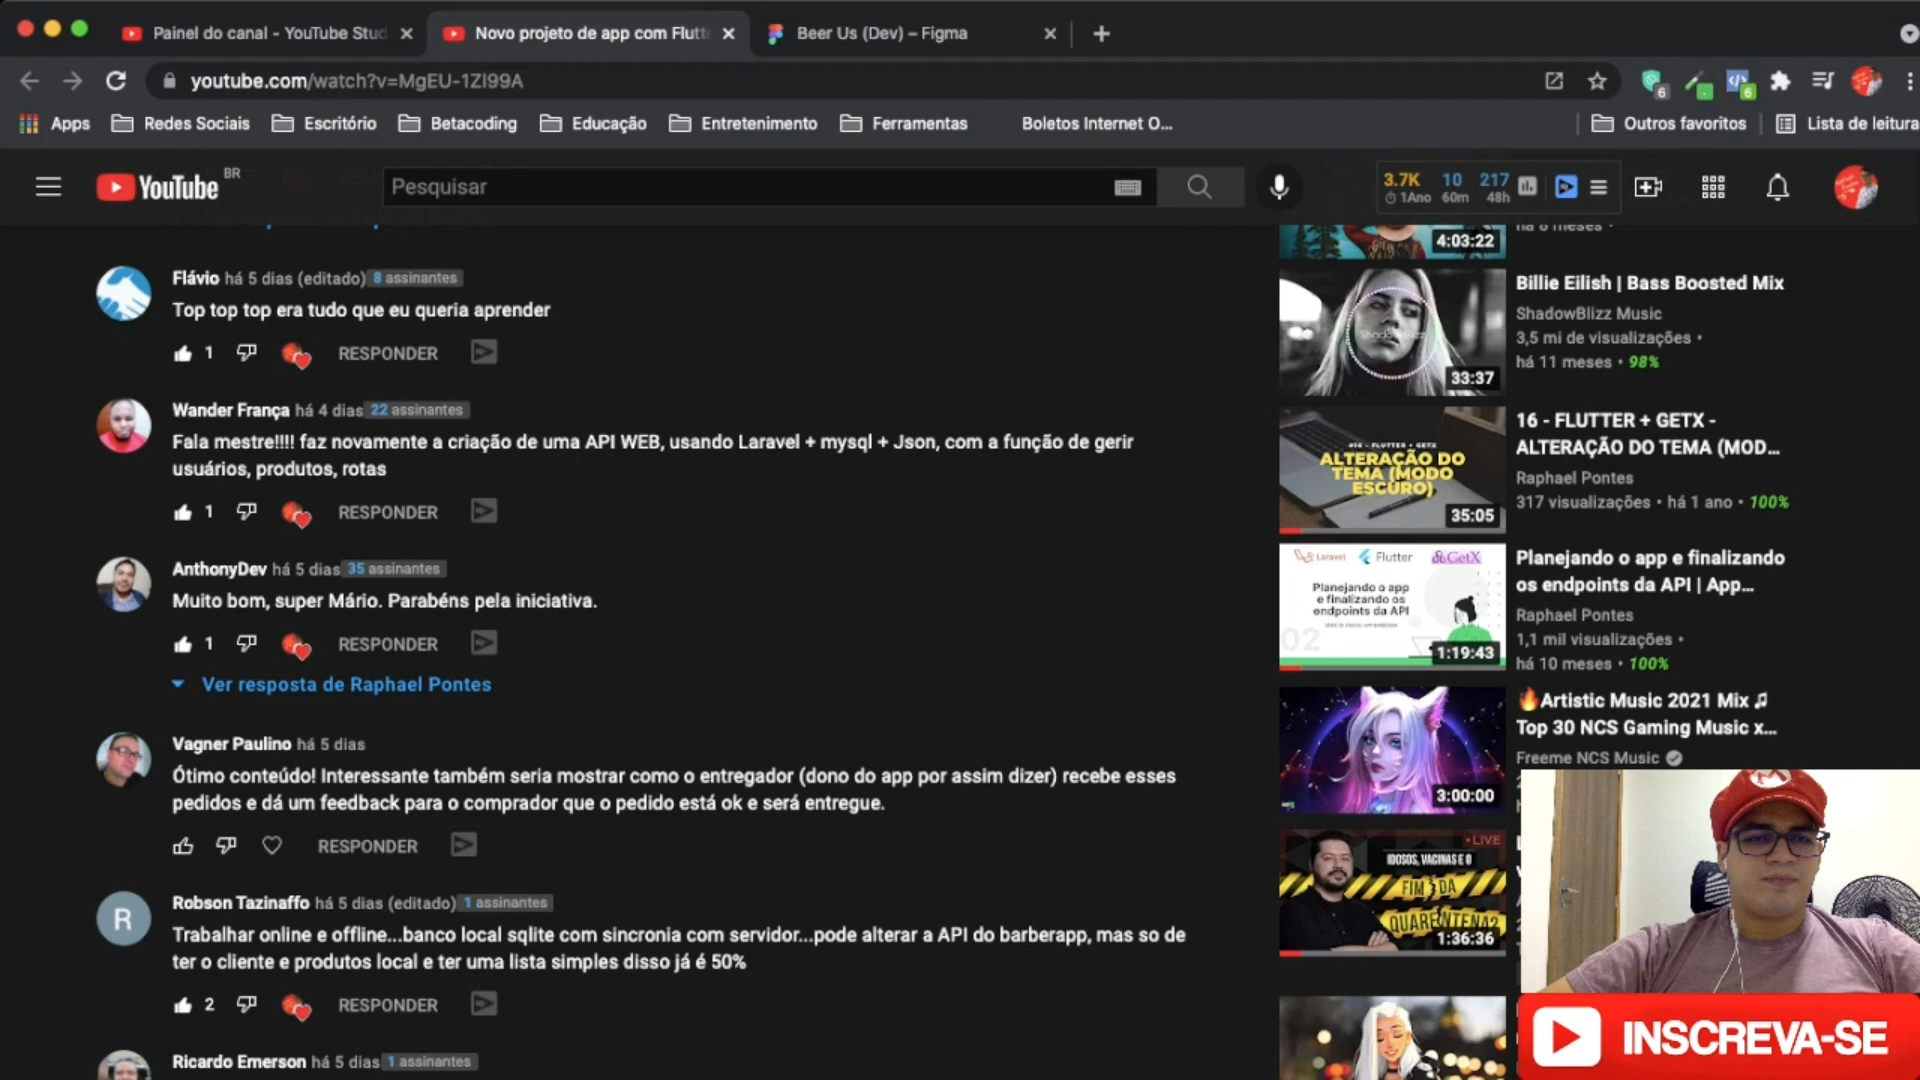 Painel do canal - YouTube Stud
Novo projeto de app com Flutt
Beer Us (Dev) – Figma
youtube.com/watch?v=MgEU-1ZI99A
6
6
Apps
Redes Sociais
Escritório
Betacoding
Educação
Entretenimento
Ferramentas
Boletos Internet O...
Outros favoritos
Lista de leitura
YouTube BR
Pesquisar
3.7K 10 217
1Ano 60m 48h
Flávio há 5 dias (editado) 8 assinantes
Top top top era tudo que eu queria aprender
1 RESPONDER
Wander França há 4 dias 22 assinantes
Fala mestre!!!! faz novamente a criação de uma API WEB, usando Laravel + mysql + Json, com a função de gerir
usuários, produtos, rotas
1 RESPONDER
AnthonyDev há 5 dias 35 assinantes
Muito bom, super Mário. Parabéns pela iniciativa.
1 RESPONDER
Ver resposta de Raphael Pontes
Vagner Paulino há 5 dias
Ótimo conteúdo! Interessante também seria mostrar como o entregador (dono do app por assim dizer) recebe esses
pedidos e dá um feedback para o comprador que o pedido está ok e será entregue.
RESPONDER
R
Robson Tazinaffo há 5 dias (editado) 1 assinantes
Trabalhar online e offline...banco local sqlite com sincronia com servidor...pode alterar a API do barberapp, mas so de
ter o cliente e produtos local e ter uma lista simples disso já é 50%
2 RESPONDER
Ricardo Emerson há 5 dias 1 assinantes
4:03:22
há 6 meses •
33:37
Billie Eilish | Bass Boosted Mix
ShadowBlizz Music
3,5 mi de visualizações •
há 11 meses • 98%
#16 - FLUTTER + GETX
ALTERAÇÃO DO
TEMA (MODO
ESCURO)
35:05
16 - FLUTTER + GETX -
ALTERAÇÃO DO TEMA (MOD...
Raphael Pontes
317 visualizações • há 1 ano • 100%
Laravel Flutter GetX
Planejando o app
e finalizando os
endpoints da API
02
1:19:43
Planejando o app e finalizando
os endpoints da API | App...
Raphael Pontes
1,1 mil visualizações •
há 10 meses • 100%
3:00:00
🔥Artistic Music 2021 Mix ♫
Top 30 NCS Gaming Music x...
Freeme NCS Music
• LIVE
IDOSOS, VACINAS E O
FIM DA
QUARENTENA?
1:36:36
INSCREVA-SE